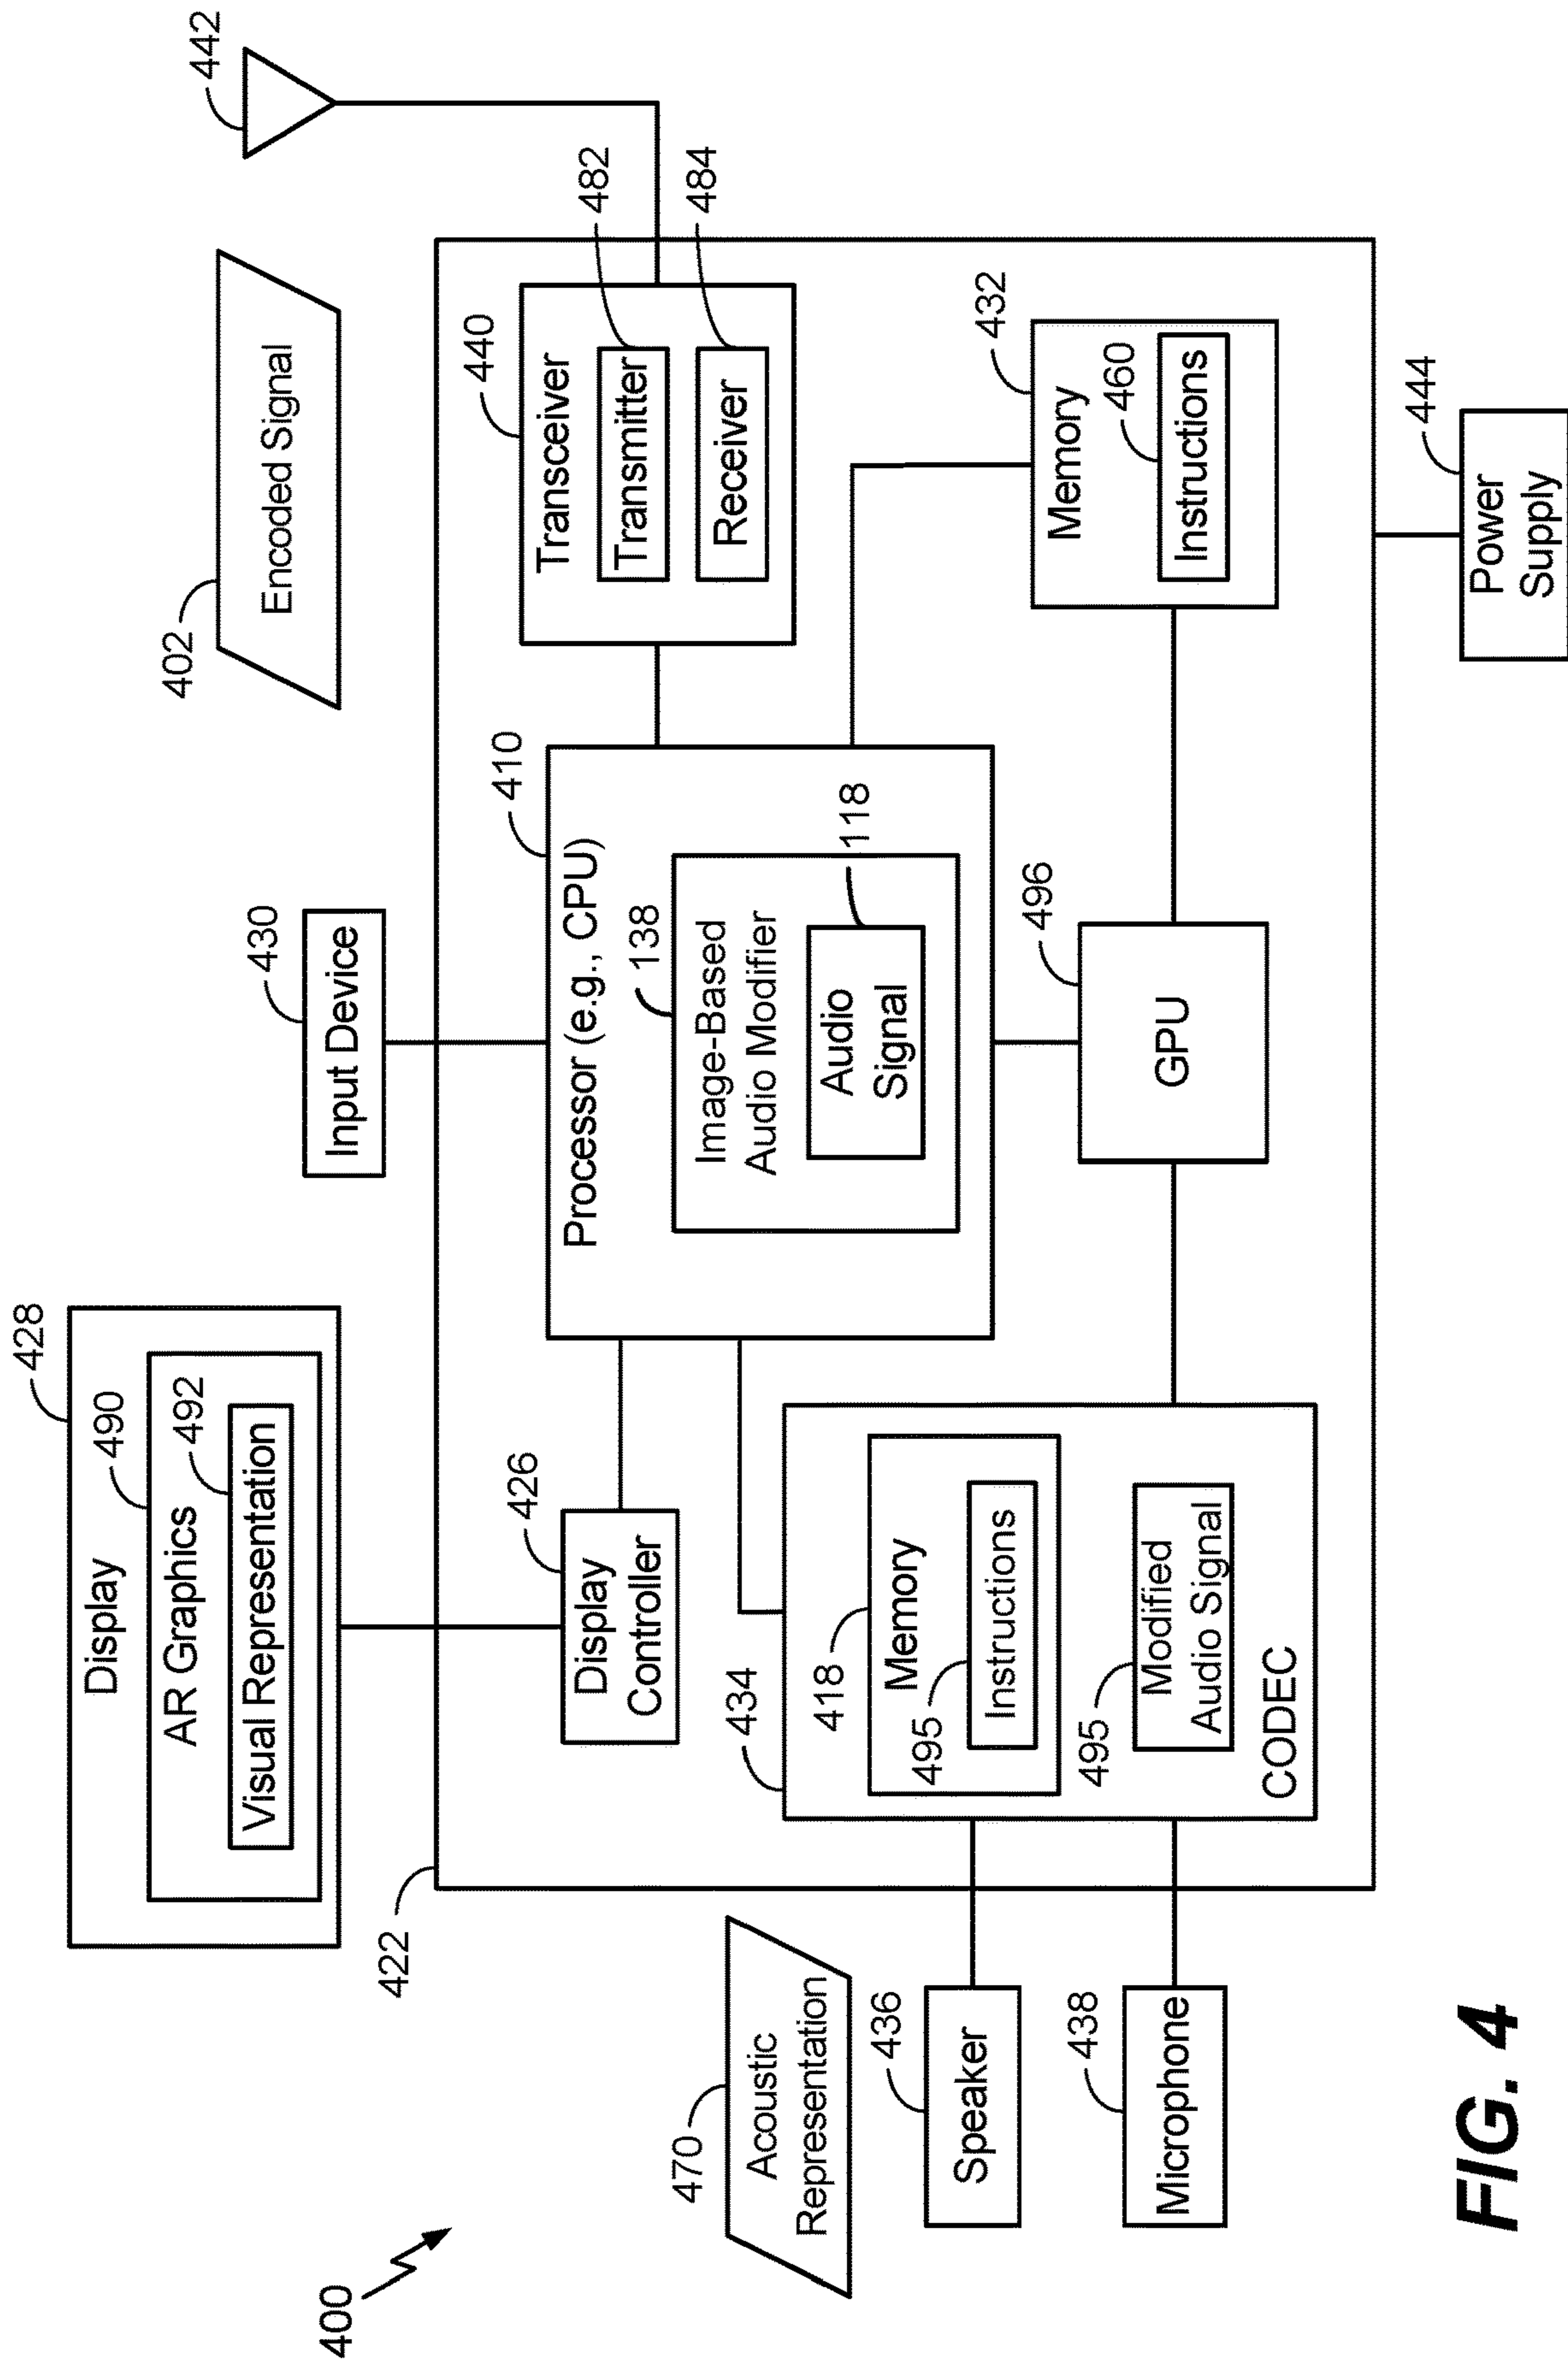 400
428
Display
490
AR Graphics
492
Visual Representation
430
Input Device
402
Encoded Signal
442
422
426
Display
Controller
410
Processor (e.g., CPU)
138
Image-Based
Audio Modifier
118
Audio
Signal
440
Transceiver
482
Transmitter
484
Receiver
470
Acoustic
Representation
434
418
Memory
495
Instructions
495
Modified
Audio Signal
CODEC
436
Speaker
438
Microphone
496
GPU
432
Memory
460
Instructions
444
Power
Supply
FIG. 4